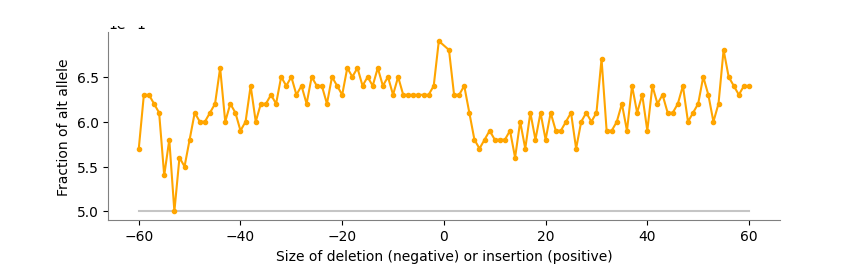 6.5
6.0
5.5
5.0
Fraction of alt allele
−60 −40 −20 0 20 40 60
Size of deletion (negative) or insertion (positive)